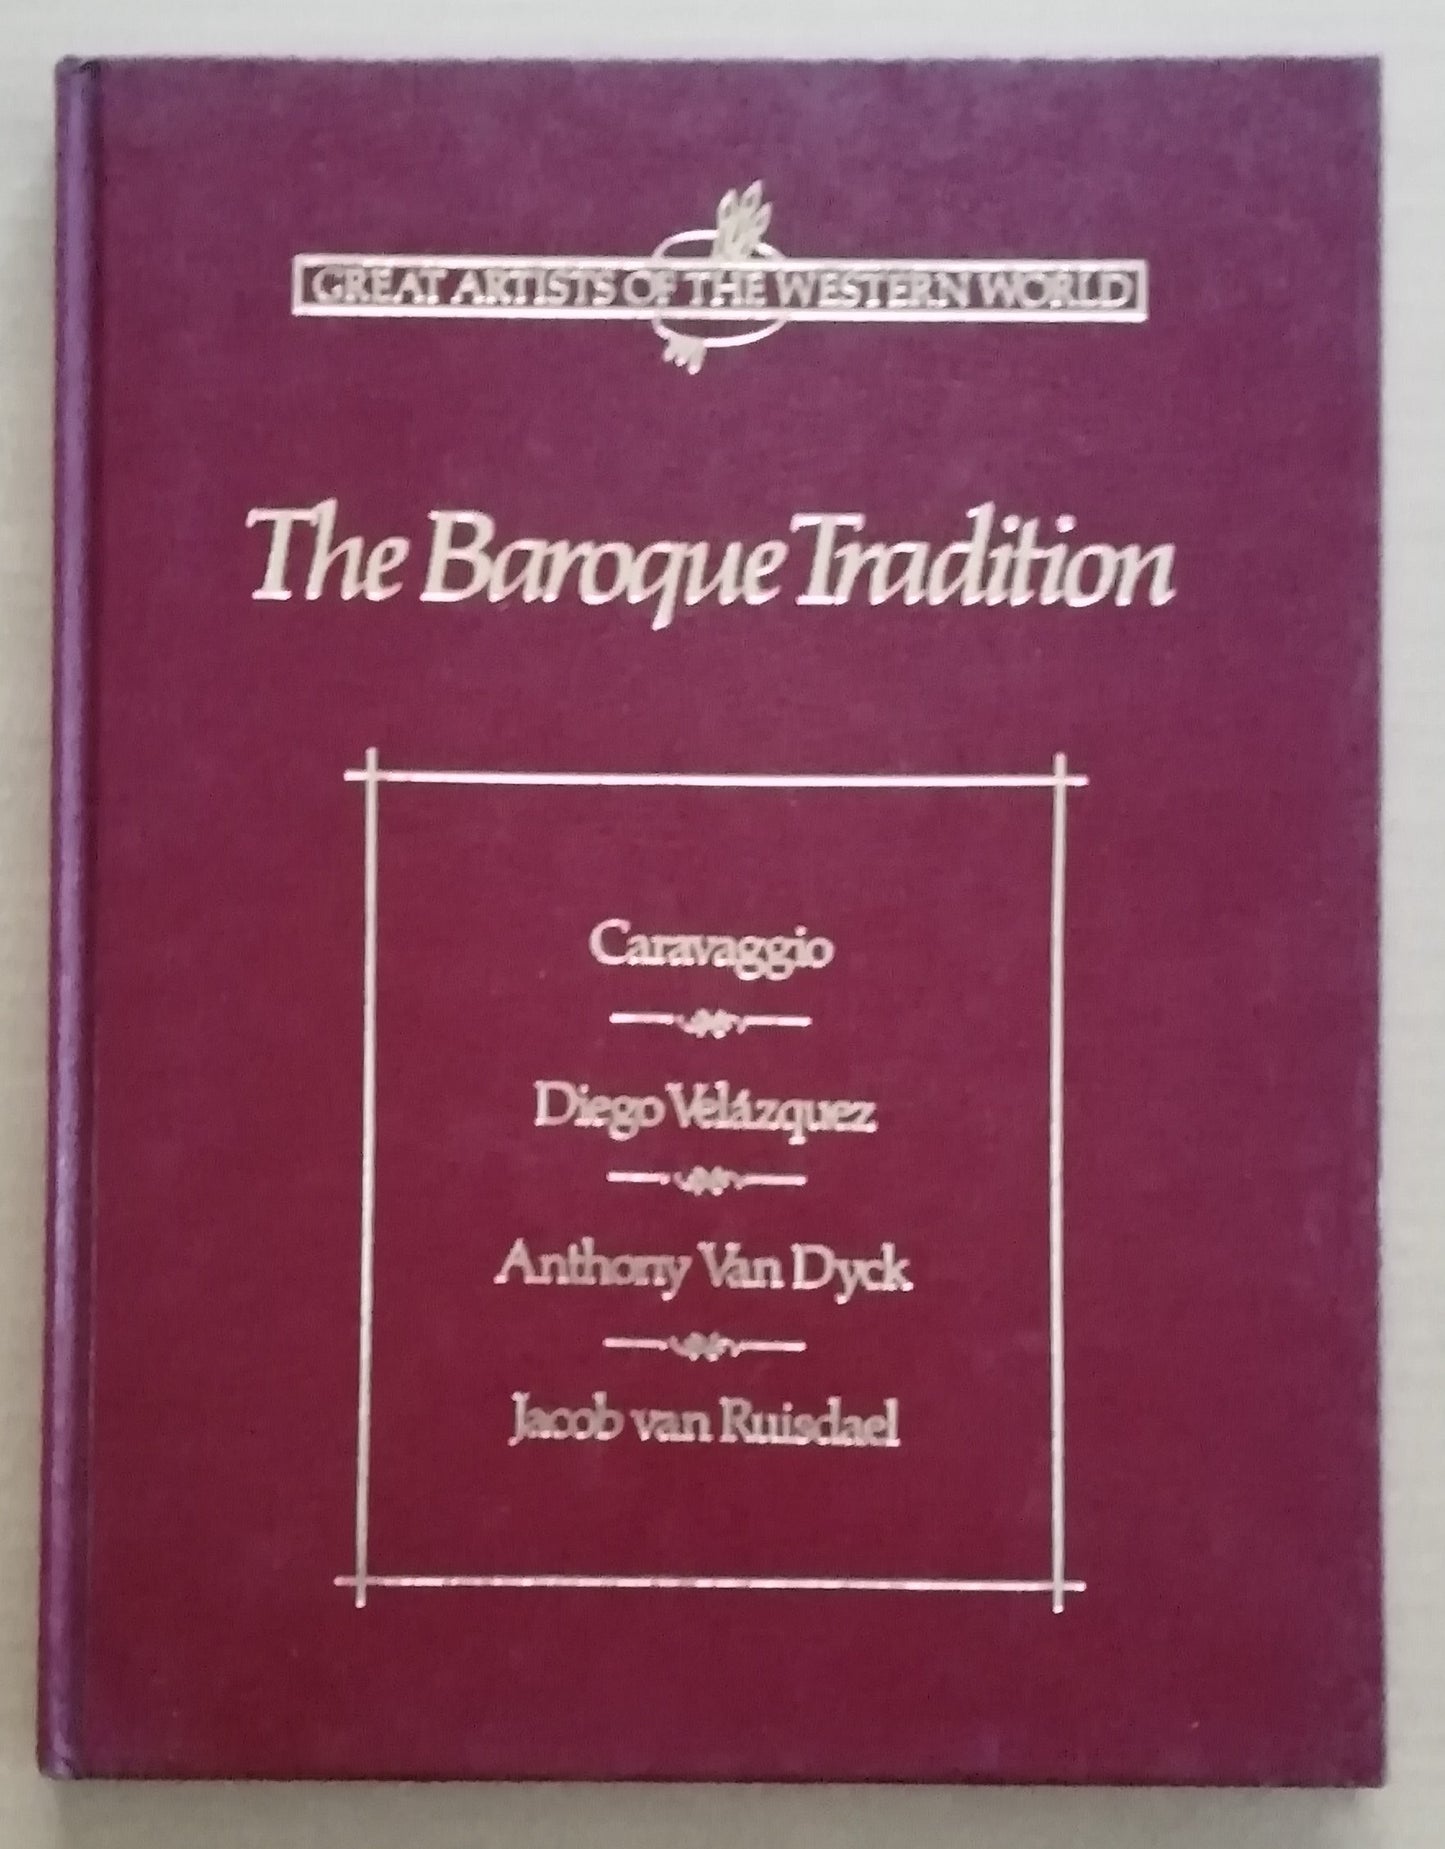 GREAT ARTISTS OF THE WESTERN WORLD
The Baroque Tradition
Caravaggio
Diego Velázquez
Anthony Van Dyck
Jacob van Ruisdael